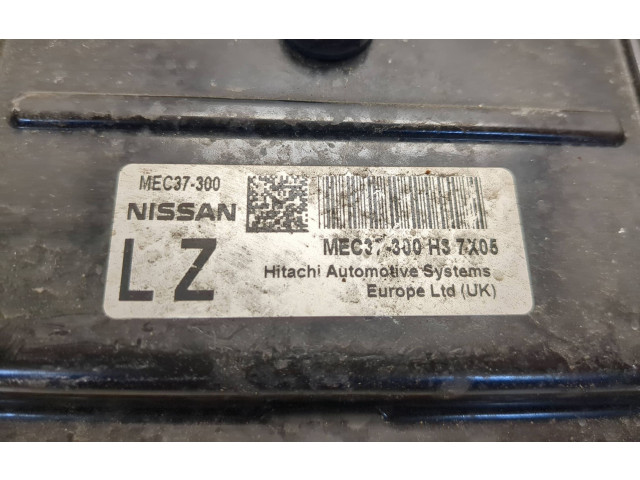 MEC37-300
NISSAN
LZ
MEC37-300 H3 7X05
Hitachi Automotive Systems
Europe Ltd (UK)